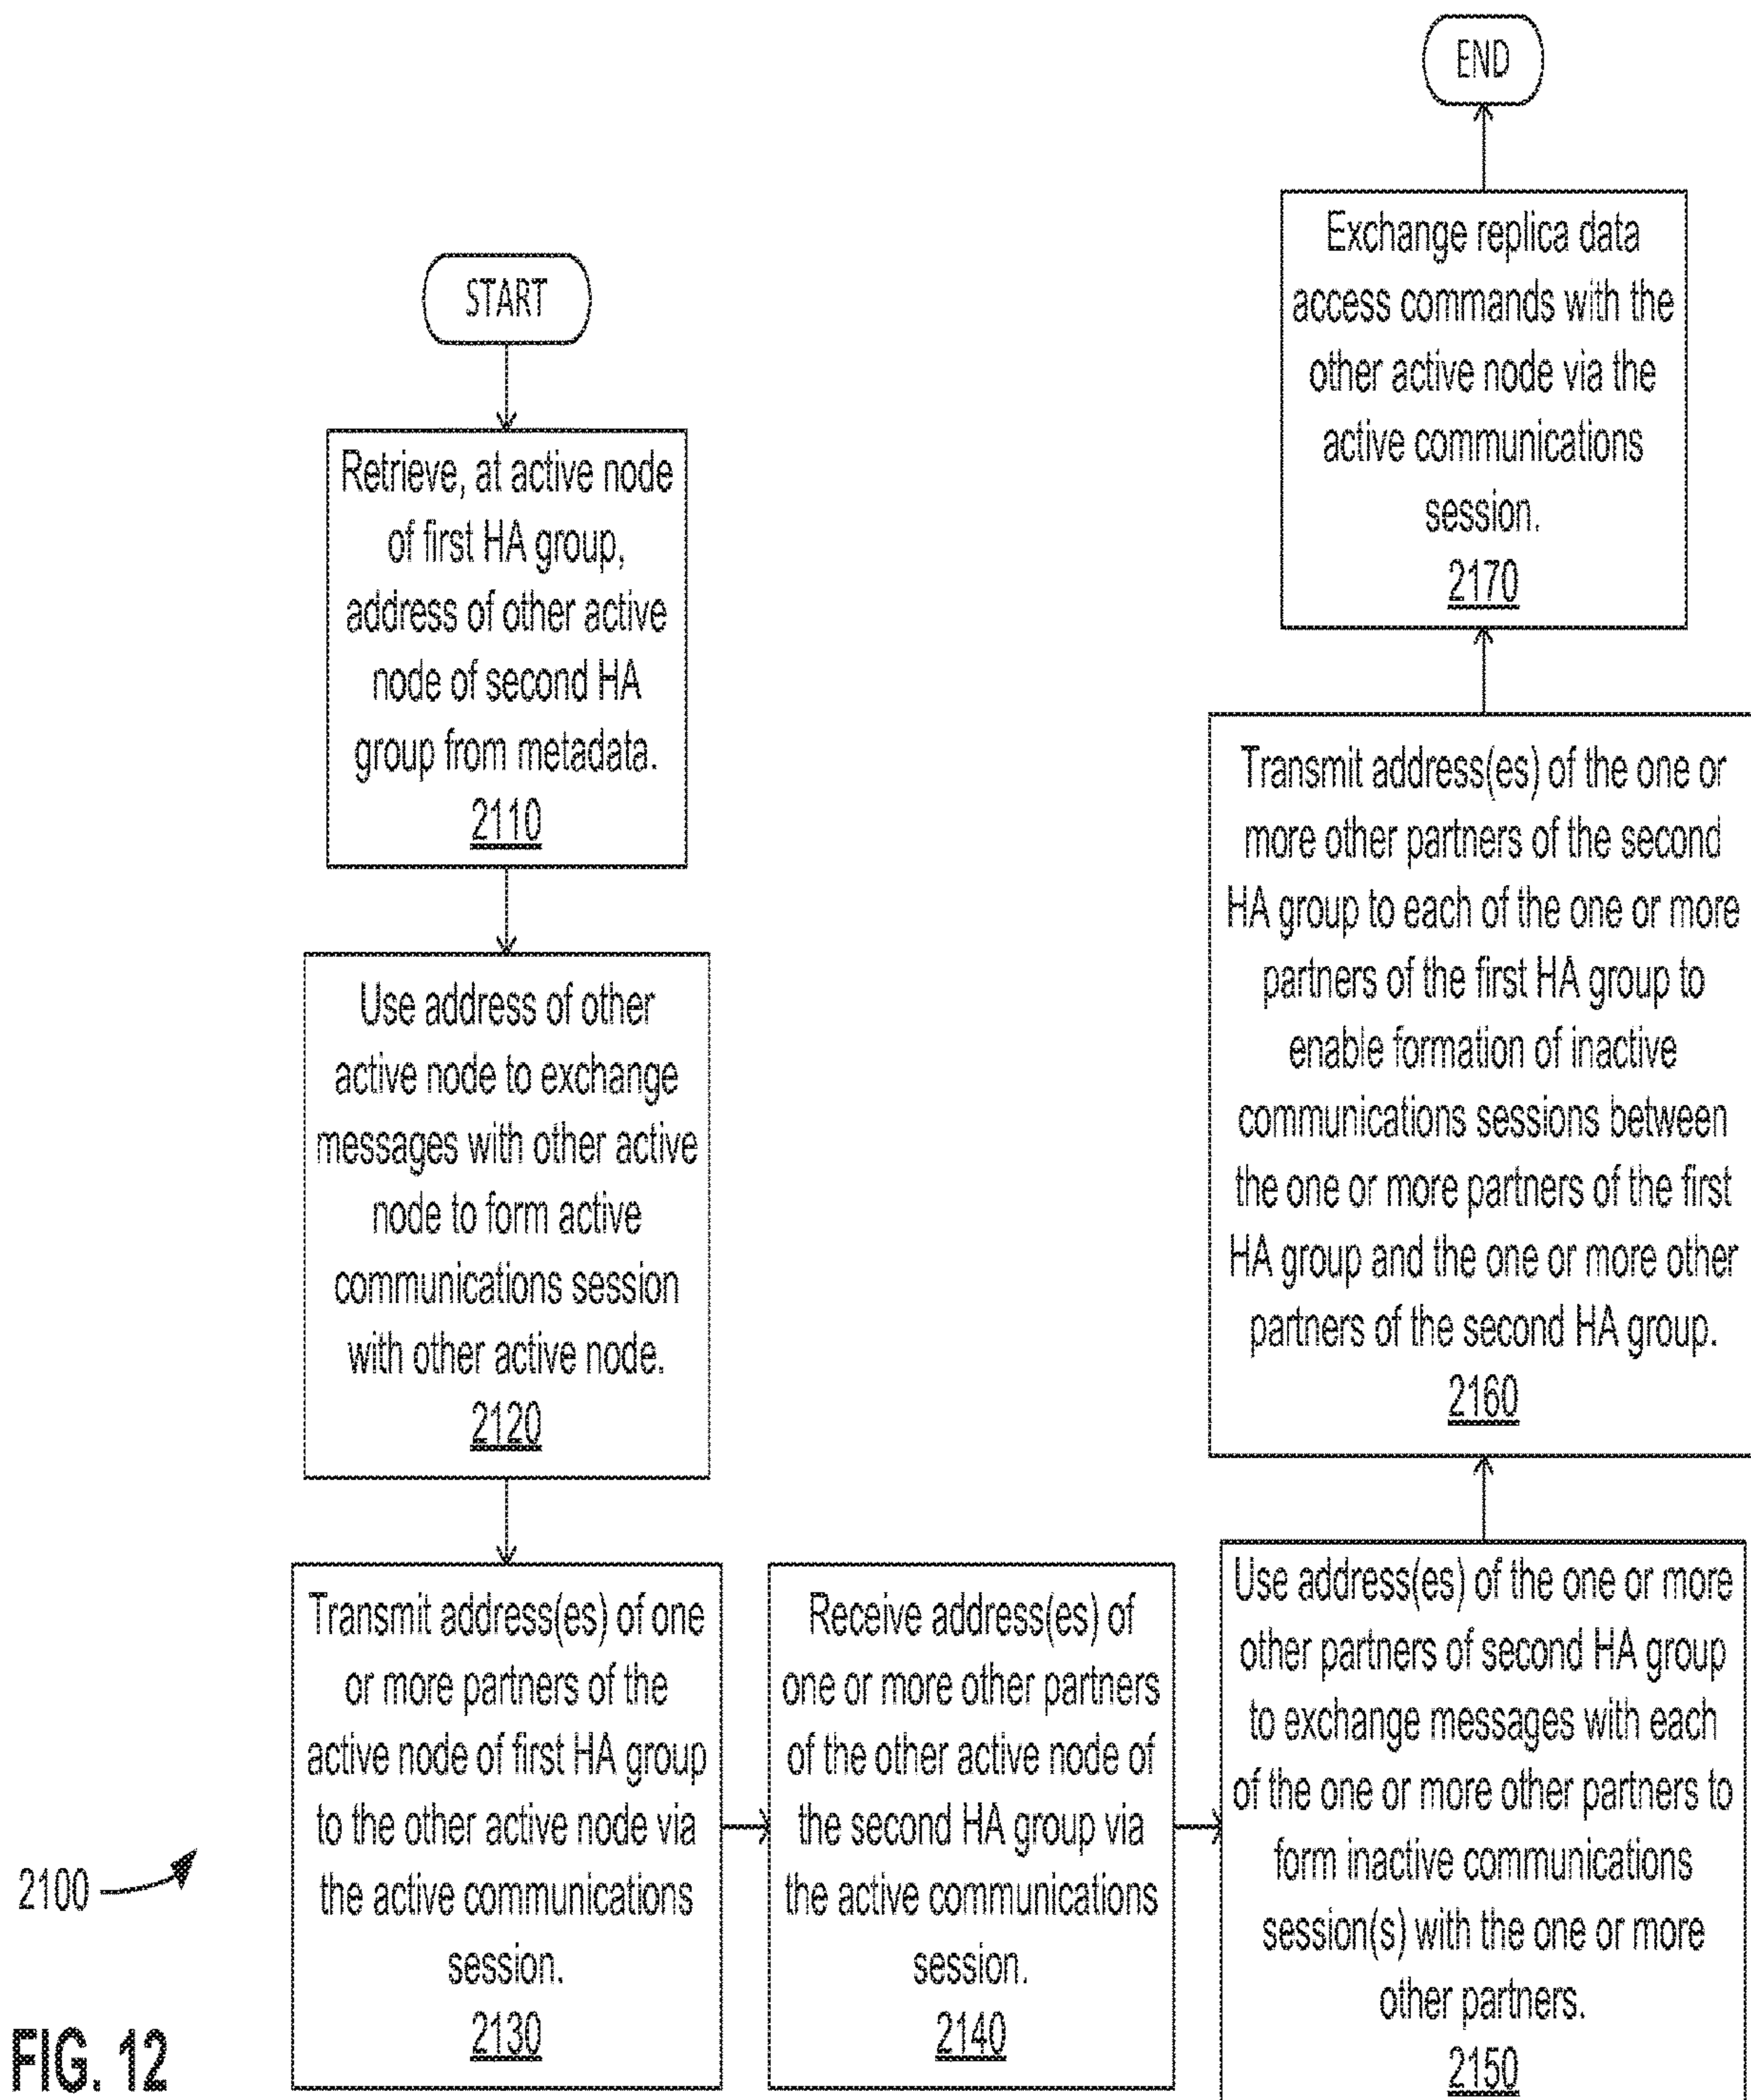 START
Retrieve, at active node
of first HA group,
address of other active
node of second HA
group from metadata.
2110
Use address of other
active node to exchange
messages with other active
node to form active
communications session
with other active node.
2120
Transmit address(es) of one
or more partners of the
active node of first HA group
to the other active node via
the active communications
session.
2130
Receive address(es) of
one or more other partners
of the other active node of
the second HA group via
the active communications
session.
2140
Use address(es) of the one or more
other partners of second HA group
to exchange messages with each
of the one or more other partners to
form inactive communications
session(s) with the one or more
other partners.
2150
Transmit address(es) of the one or
more other partners of the second
HA group to each of the one or more
partners of the first HA group to
enable formation of inactive
communications sessions between
the one or more partners of the first
HA group and the one or more other
partners of the second HA group.
2160
Exchange replica data
access commands with the
other active node via the
active communications
session.
2170
END
2100
FIG. 12